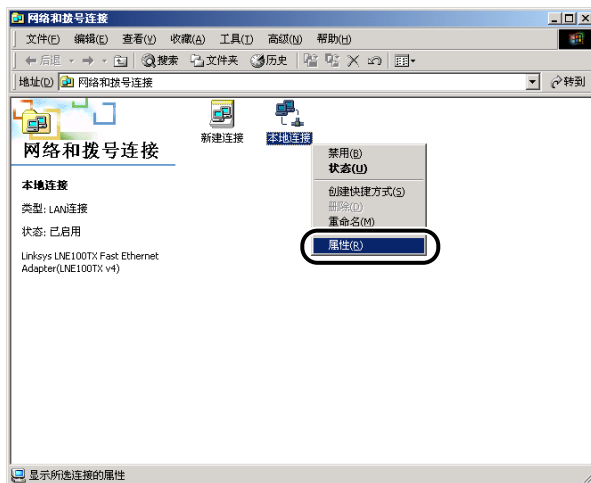 网络和拨号连接
文件(F) 编辑(E) 查看(V) 收藏(A) 工具(T) 高级(N) 帮助(H)
后退 搜索 文件夹 历史
地址(D) 网络和拨号连接 转到
新建连接 本地连接
网络和拨号连接
本地连接
类型: LAN连接
状态: 已启用
Linksys LNE100TX Fast Ethernet
Adapter(LNE100TX v4)
禁用(B)
状态(U)
创建快捷方式(S)
删除(D)
重命名(M)
属性(R)
显示所选连接的属性